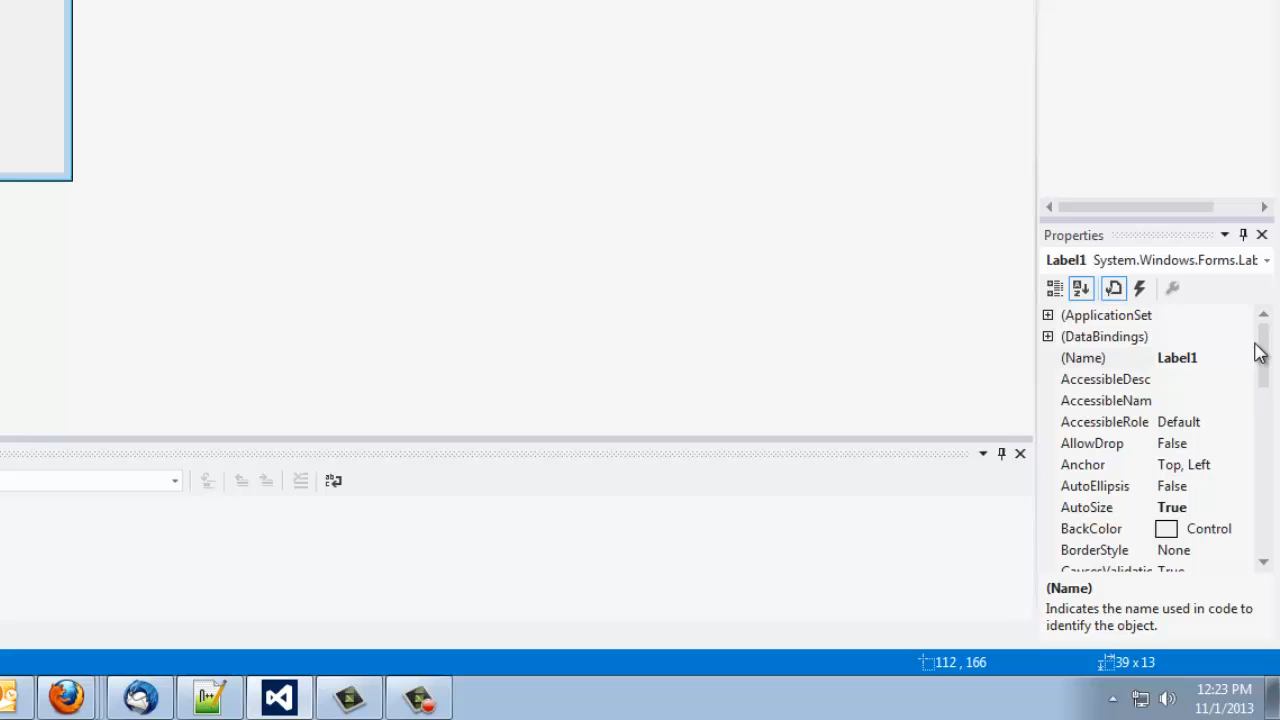 Properties
Label1 System.Windows.Forms.Lab
(ApplicationSet
(DataBindings)
(Name) Label1
AccessibleDesc
AccessibleNam
AccessibleRole Default
AllowDrop False
Anchor Top, Left
AutoEllipsis False
AutoSize True
BackColor Control
BorderStyle None
CausesValidatic True
(Name)
Indicates the name used in code to
identify the object.
112 , 166 39 x 13
12:23 PM
11/1/2013